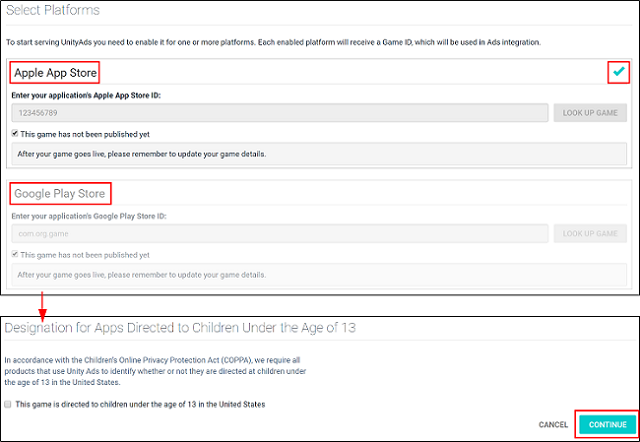 Select Platforms
To start serving UnityAds you need to enable it for one or more platforms. Each enabled platform will receive a Game ID, which will be used in Ads integration.
Apple App Store
Enter your application's Apple App Store ID:
123456789
LOOK UP GAME
This game has not been published yet
After your game goes live, please remember to update your game details.
Google Play Store
Enter your application's Google Play Store ID:
com.org.game
LOOK UP GAME
This game has not been published yet
After your game goes live, please remember to update your game details.
Designation for Apps Directed to Children Under the Age of 13
In accordance with the Children's Online Privacy Protection Act (COPPA), we require all
products that use Unity Ads to identify whether or not they are directed at children under
the age of 13 in the United States.
This game is directed to children under the age of 13 in the United States
CANCEL
CONTINUE